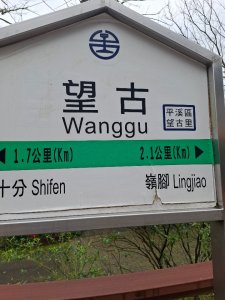 望古
Wanggu
平溪區
望古里
◀ 1.7公里(Km) 2.1公里(Km) ▶
十分 Shifen 嶺腳 Lingjiao